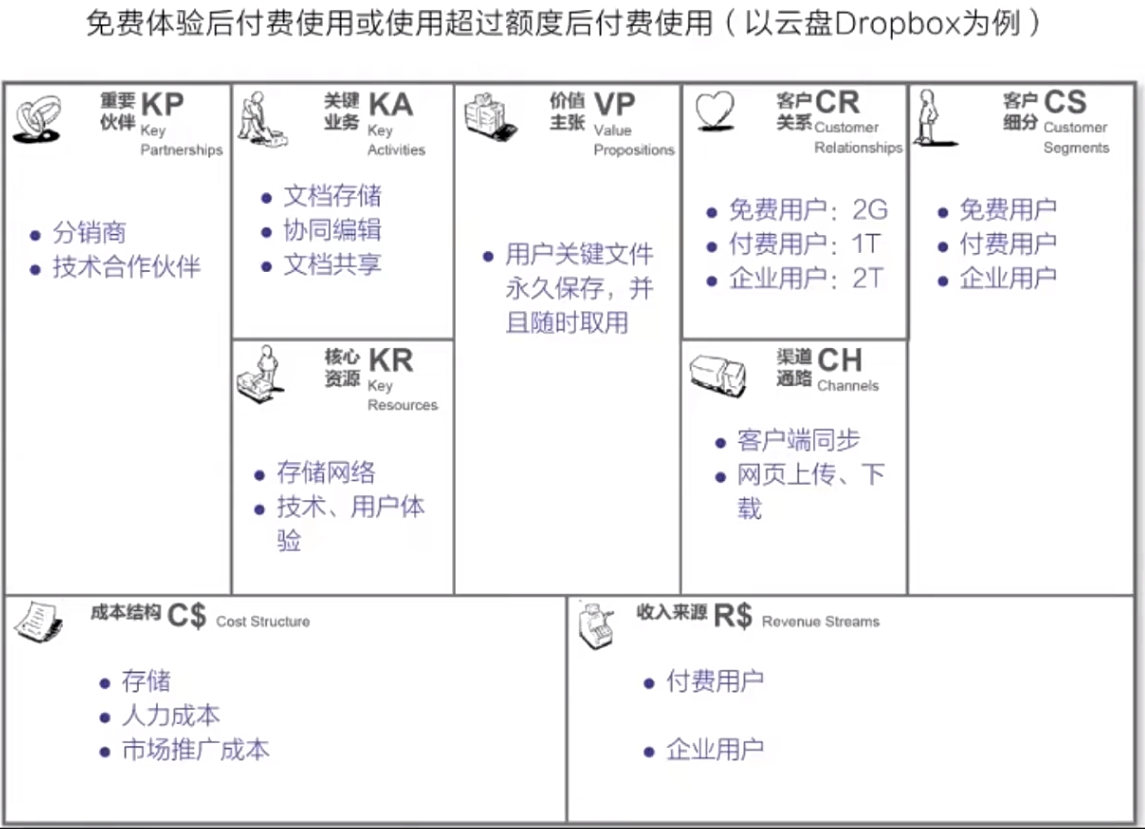 免费体验后付费使用或使用超过额度后付费使用（以云盘Dropbox为例）
重要 KP
伙伴 Key
Partnerships
分销商
技术合作伙伴
关键 KA
业务 Key
Activities
文档存储
协同编辑
文档共享
核心 KR
资源 Key
Resources
存储网络
技术、用户体
验
价值 VP
主张 Value
Propositions
用户关键文件
永久保存，并
且随时取用
客户 CR
关系 Customer
Relationships
免费用户：2G
付费用户：1T
企业用户：2T
渠道 CH
通路 Channels
客户端同步
网页上传、下
载
客户 CS
细分 Customer
Segments
免费用户
付费用户
企业用户
成本结构 C$ Cost Structure
存储
人力成本
市场推广成本
收入来源 R$ Revenue Streams
付费用户
企业用户